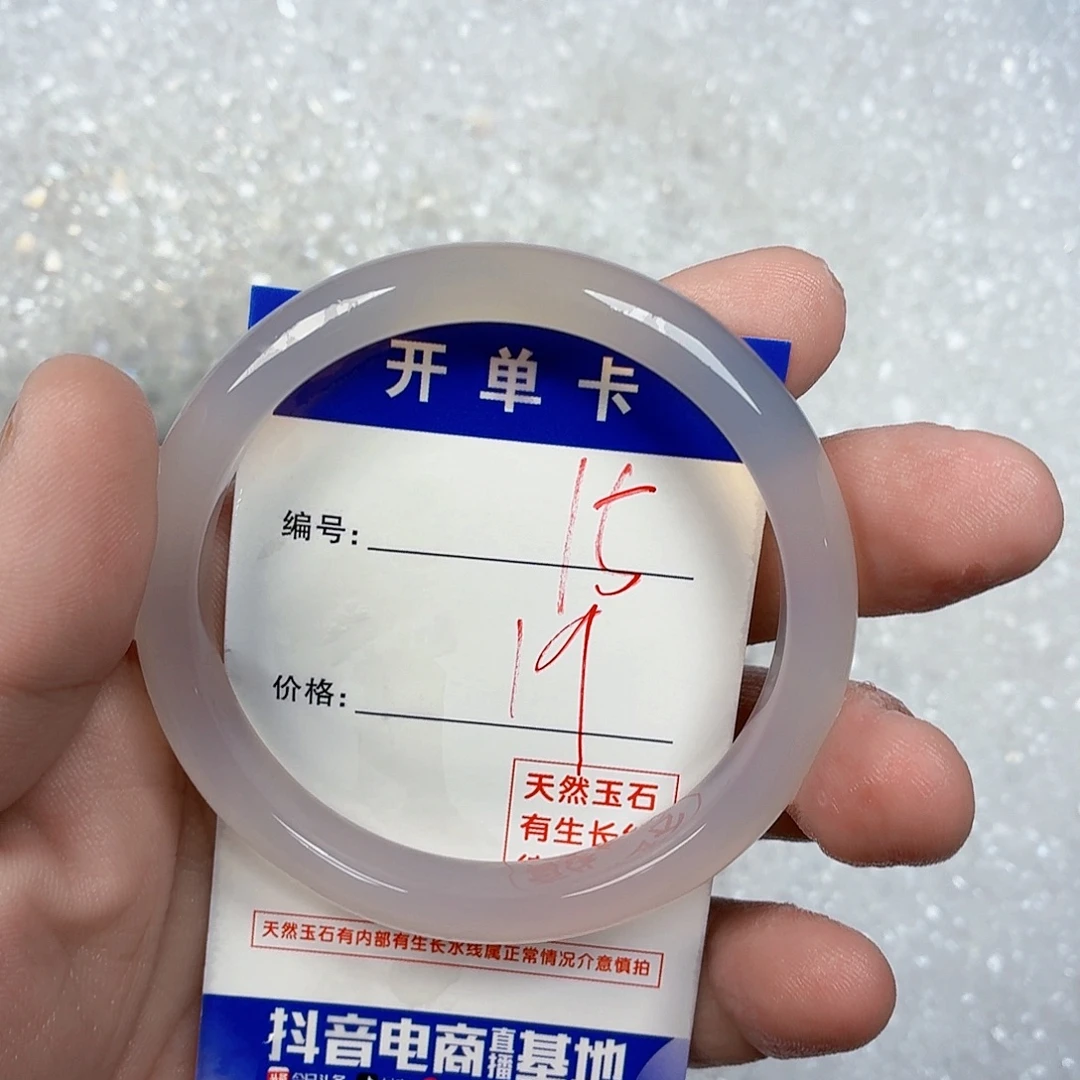 开单卡
编号: 15
价格: 19
天然玉石
有生长
天然玉石有内部有生长水线属正常情况介意慎拍
抖音电商直播基地